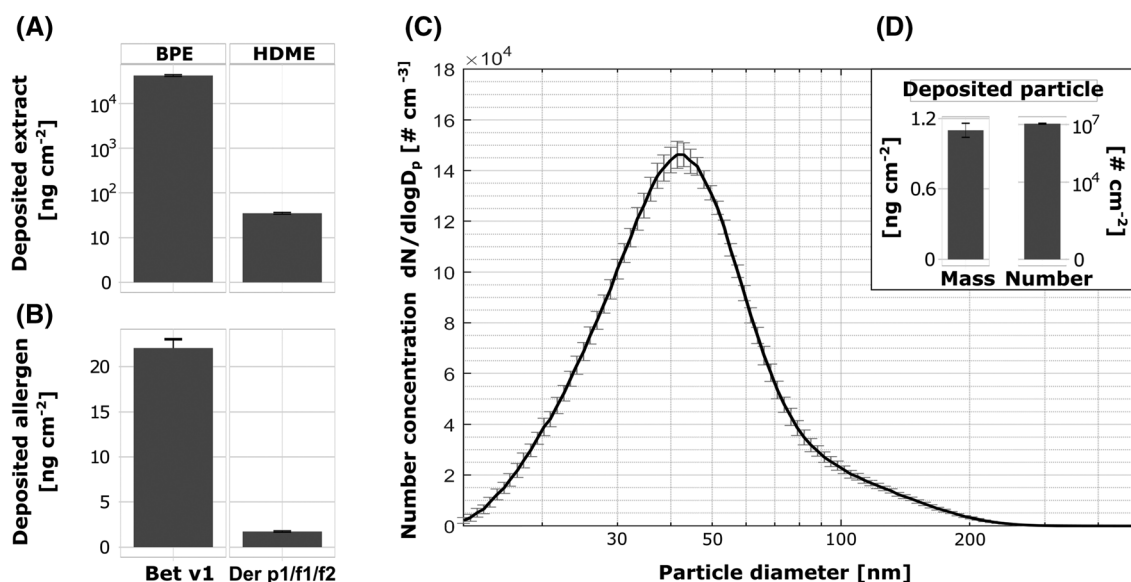 (A)
BPE HDME
Deposited extract
[ng cm-2]
10^4
10^3
10^2
10
0
(B)
Deposited allergen
[ng cm-2]
20
15
10
5
0
Bet v1 Der p1/f1/f2
(C)
×10^4
Number concentration dN/dlogDp [# cm -3]
18
16
14
12
10
8
6
4
2
0
30 50 100 200
Particle diameter [nm]
(D)
Deposited particle
[ng cm-2]
1.2
0.6
0
10^7
10^4
0
[# cm-2]
Mass Number